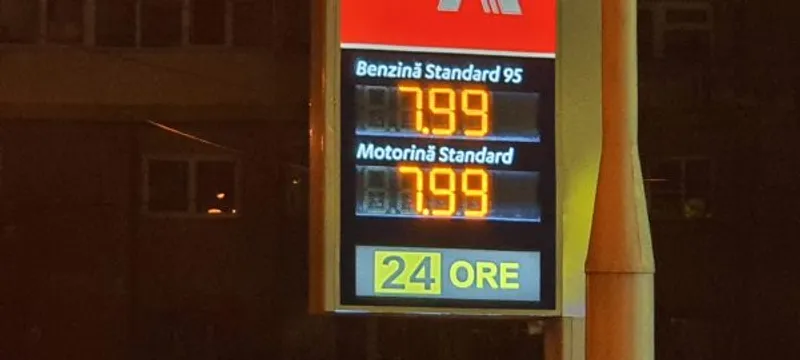 Benzină Standard 95
7.99
Motorină Standard
7.99
24 ORE